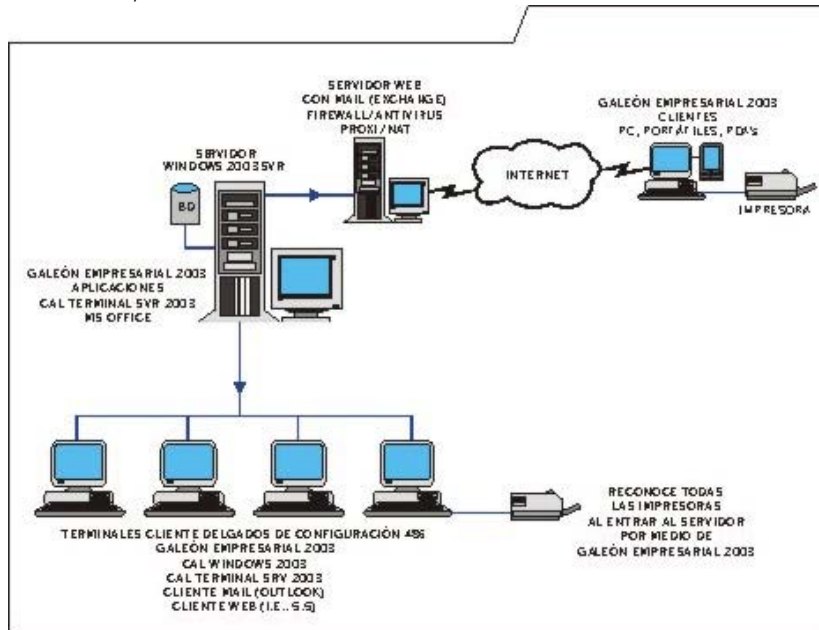 SERVIDOR WEB
CON MAIL (EXCHANGE)
FIREWALL/ANTIVIRUS
PROXI/NAT
GALEÓN EMPRESARIAL 2003
CLIENTES
PC, PORTÁTILES, PDA'S
SERVIDOR
WINDOWS 2003 SVR
INTERNET
BD
IMPRESORA
GALEÓN EMPRESARIAL 2003
APLICACIONES
CAL TERMINAL SVR 2003
MS OFFICE
TERMINALES CLIENTE DELGADOS DE CONFIGURACIÓN 486
GALEÓN EMPRESARIAL 2003
CAL WINDOWS 2003
CAL TERMINAL SRV 2003
CLIENTE MAIL (OUTLOOK)
CLIENTE WEB (I.E.. 5.5)
RECONOCE TODAS
LAS IMPRESORAS
AL ENTRAR AL SERVIDOR
POR MEDIO DE
GALEÓN EMPRESARIAL 2003